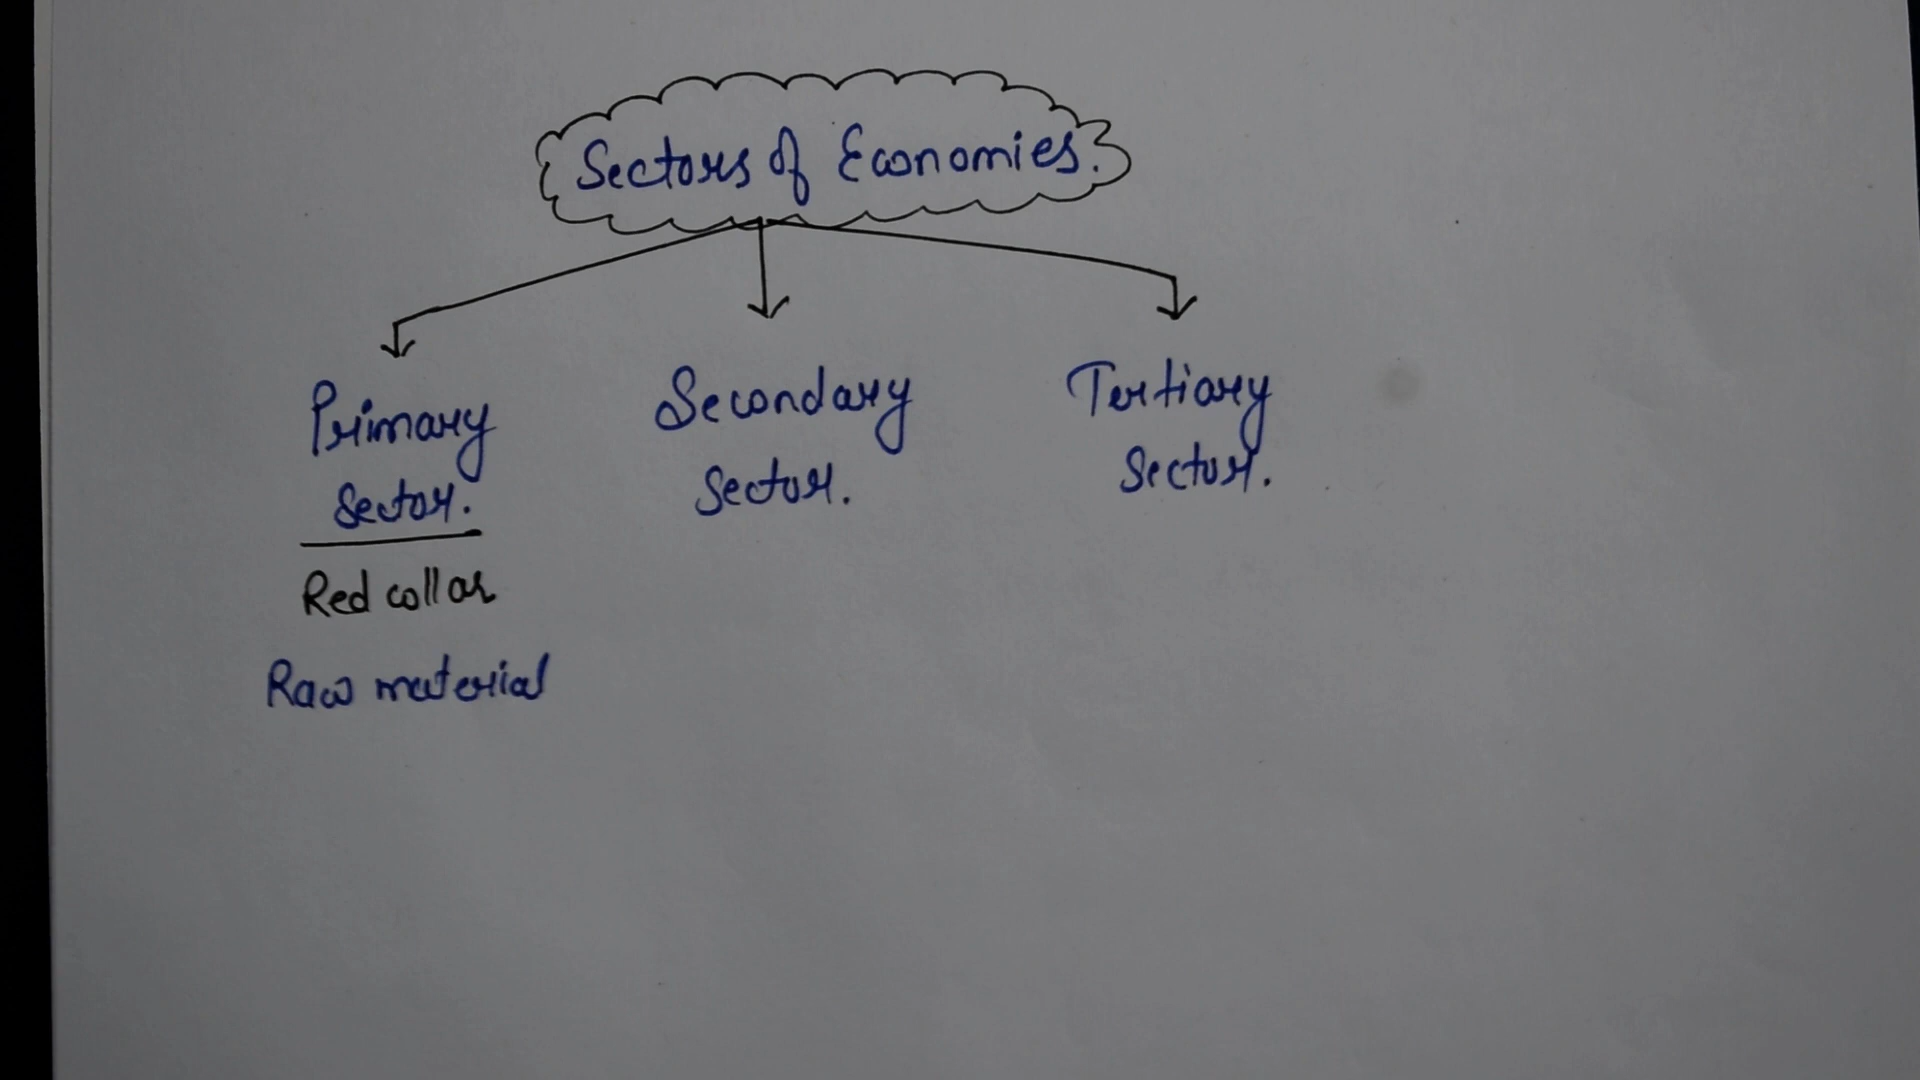 Sectors of Economies.
Primary
Sector.
Red collar
Raw material
Secondary
Sector.
Tertiary
Sector.